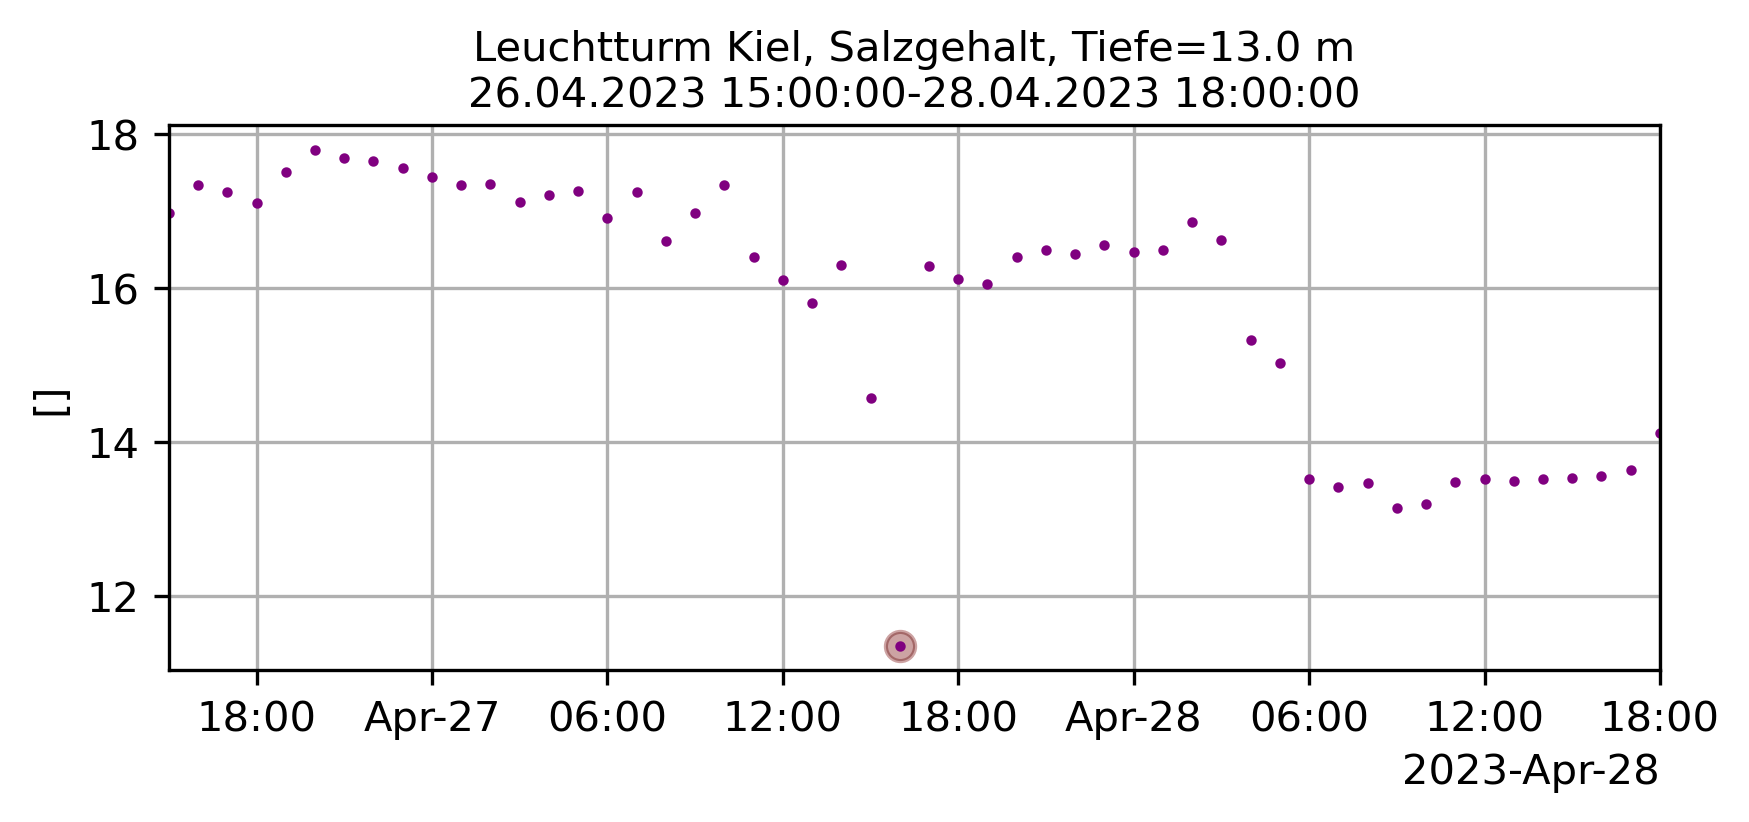 Leuchtturm Kiel, Salzgehalt, Tiefe=13.0 m
26.04.2023 15:00:00-28.04.2023 18:00:00
18
16
14
12
[]
18:00 Apr-27 06:00 12:00 18:00 Apr-28 06:00 12:00 18:00
2023-Apr-28